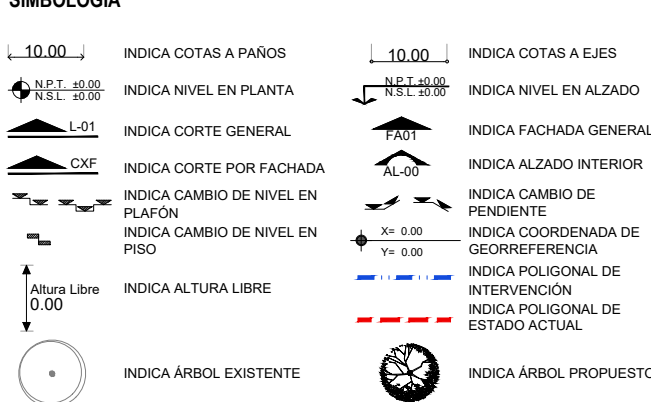 SIMBOLOGÍA
10.00 INDICA COTAS A PAÑOS
10.00 INDICA COTAS A EJES
N.P.T. ±0.00
N.S.L. ±0.00
INDICA NIVEL EN PLANTA
N.P.T. ±0.00
N.S.L. ±0.00
INDICA NIVEL EN ALZADO
L-01 INDICA CORTE GENERAL
FA01 INDICA FACHADA GENERAL
CXF INDICA CORTE POR FACHADA
AL-00 INDICA ALZADO INTERIOR
INDICA CAMBIO DE NIVEL EN
PLAFÓN
INDICA CAMBIO DE
PENDIENTE
INDICA CAMBIO DE NIVEL EN
PISO
X= 0.00
Y= 0.00
INDICA COORDENADA DE
GEORREFERENCIA
Altura Libre
0.00
INDICA ALTURA LIBRE
INDICA POLIGONAL DE
INTERVENCIÓN
INDICA POLIGONAL DE
ESTADO ACTUAL
INDICA ÁRBOL EXISTENTE
INDICA ÁRBOL PROPUESTO